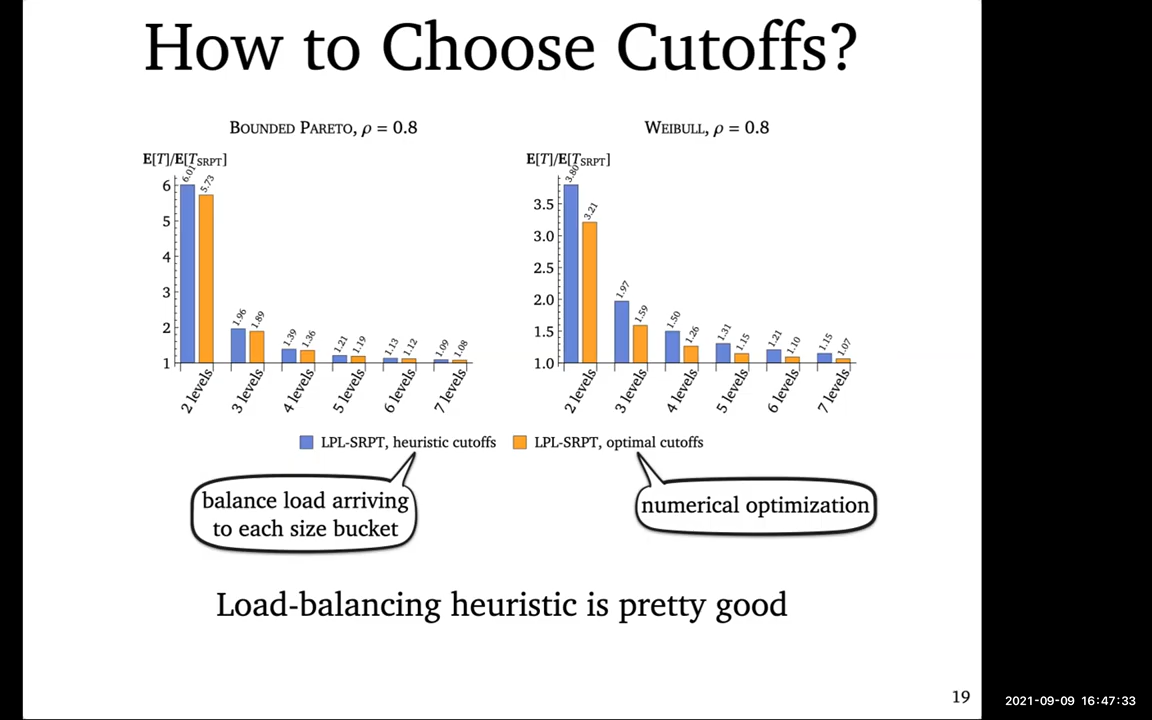 How to Choose Cutoffs?
BOUNDED PARETO, ρ = 0.8
E[T]/E[T_SRPT]
6
5
4
3
2
1
6.01
5.73
1.96
1.89
1.39
1.36
1.21
1.19
1.13
1.12
1.09
1.08
2 levels
3 levels
4 levels
5 levels
6 levels
7 levels
WEIBULL, ρ = 0.8
E[T]/E[T_SRPT]
3.5
3.0
2.5
2.0
1.5
1.0
3.80
3.21
1.97
1.59
1.50
1.26
1.31
1.15
1.21
1.10
1.15
1.07
2 levels
3 levels
4 levels
5 levels
6 levels
7 levels
LPL-SRPT, heuristic cutoffs
LPL-SRPT, optimal cutoffs
balance load arriving
to each size bucket
numerical optimization
Load-balancing heuristic is pretty good
19
2021-09-09 16:47:33